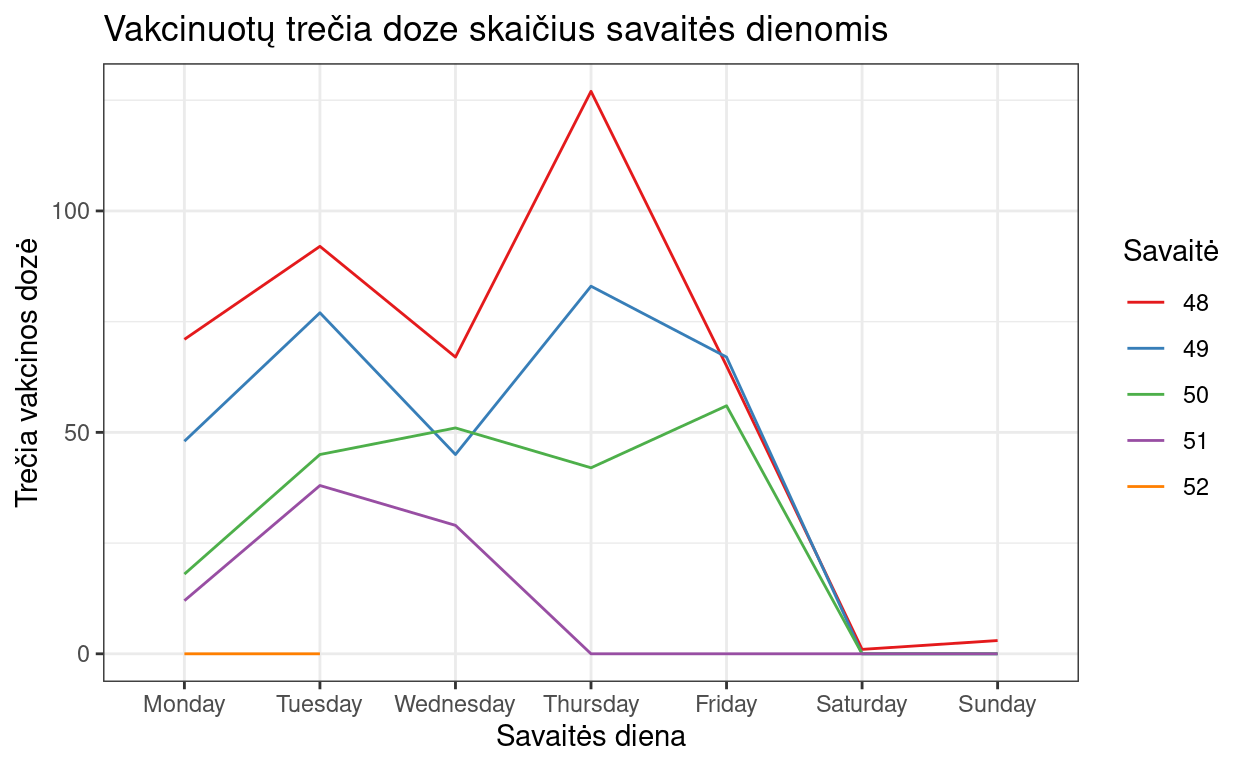 Vakcinuotų trečia doze skaičius savaitės dienomis
Trečia vakcinos dozė
100
50
0
Monday Tuesday Wednesday Thursday Friday Saturday Sunday
Savaitės diena
Savaitė
48
49
50
51
52